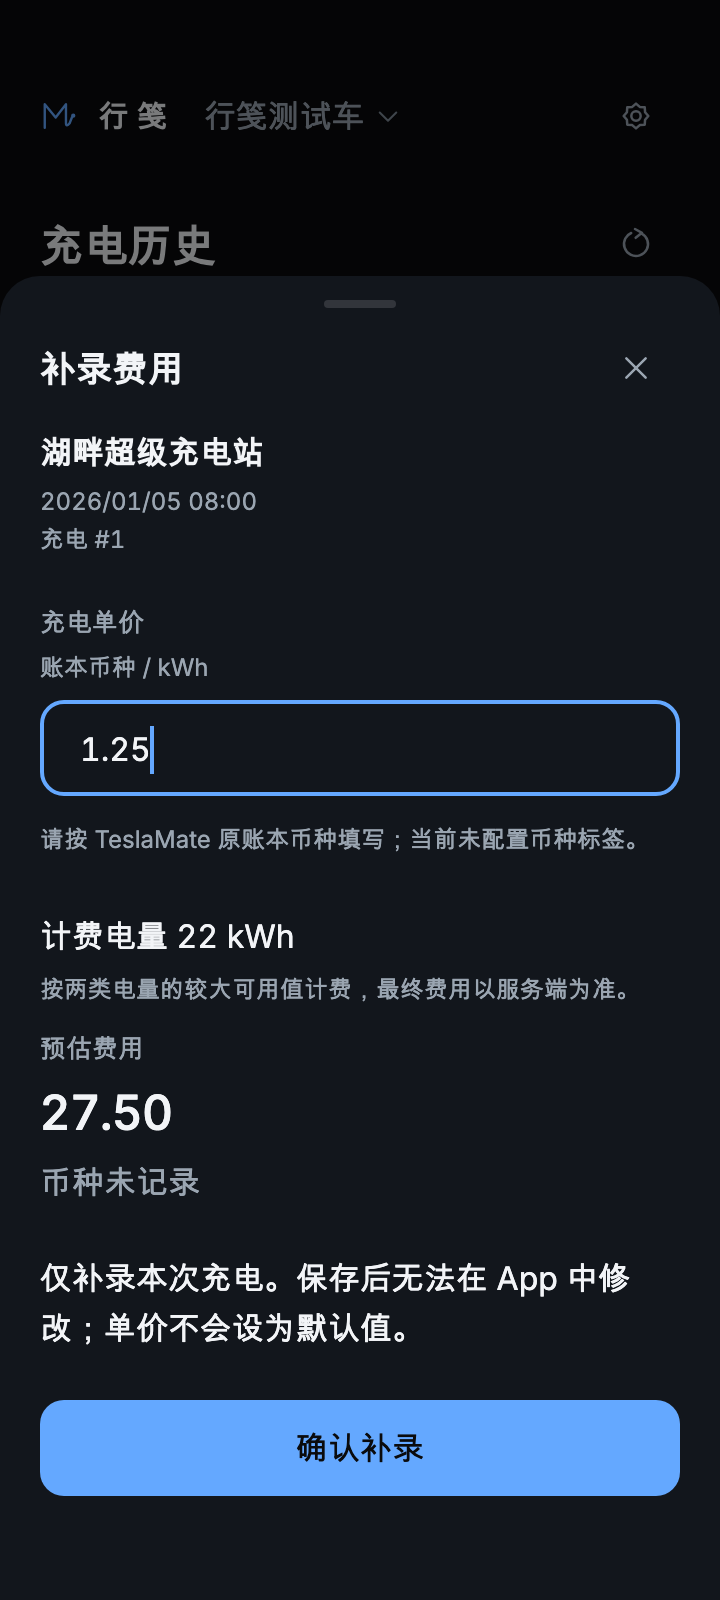 行笺 行笺测试车
充电历史
补录费用
湖畔超级充电站
2026/01/05 08:00
充电 #1
充电单价
账本币种 / kWh
1.25
请按 TeslaMate 原账本币种填写；当前未配置币种标签。
计费电量 22 kWh
按两类电量的较大可用值计费，最终费用以服务端为准。
预估费用
27.50
币种未记录
仅补录本次充电。保存后无法在 App 中修
改；单价不会设为默认值。
确认补录